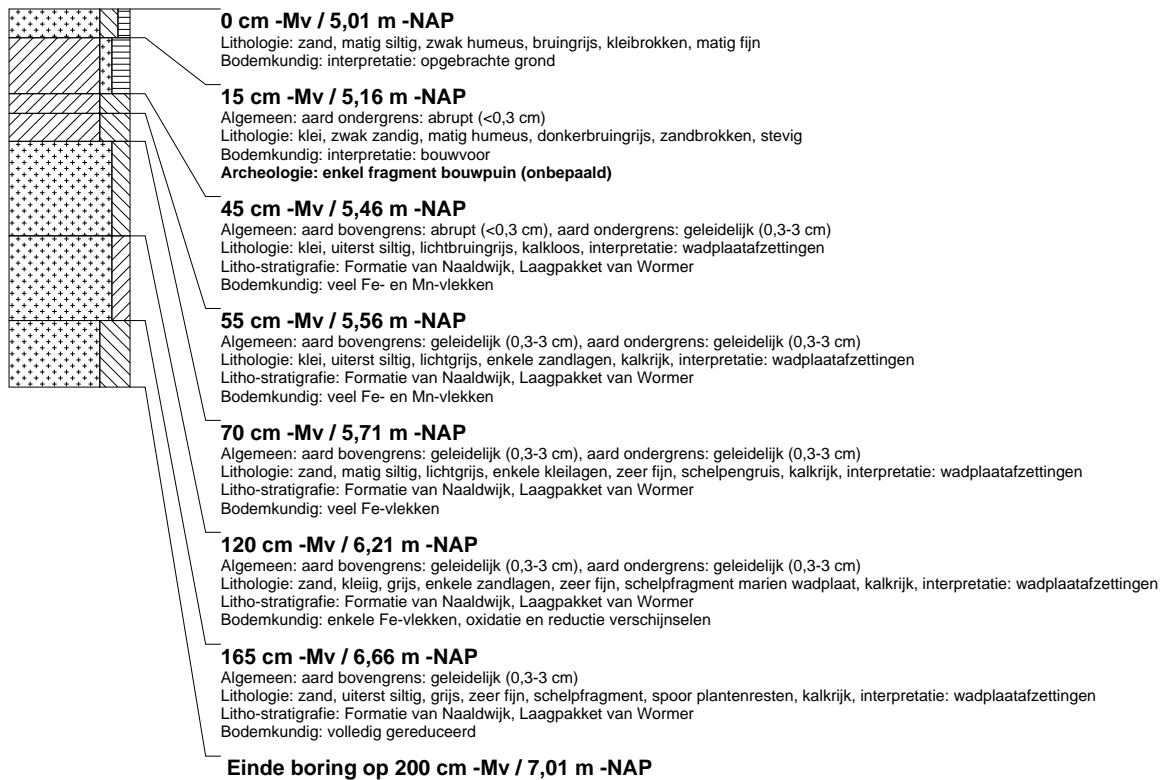 0 cm -Mv / 5,01 m -NAP
Lithologie: zand, matig siltig, zwak humeus, bruingrijs, kleibrokken, matig fijn
Bodemkundig: interpretatie: opgebrachte grond
15 cm -Mv / 5,16 m -NAP
Algemeen: aard ondergrens: abrupt (<0,3 cm)
Lithologie: klei, zwak zandig, matig humeus, donkerbruingrijs, zandbrokken, stevig
Bodemkundig: interpretatie: bouwvoor
Archeologie: enkel fragment bouwpuin (onbepaald)
45 cm -Mv / 5,46 m -NAP
Algemeen: aard bovengrens: abrupt (<0,3 cm), aard ondergrens: geleidelijk (0,3-3 cm)
Lithologie: klei, uiterst siltig, lichtbruingrijs, kalkloos, interpretatie: wadplaatafzettingen
Litho-stratigrafie: Formatie van Naaldwijk, Laagpakket van Wormer
Bodemkundig: veel Fe- en Mn-vlekken
55 cm -Mv / 5,56 m -NAP
Algemeen: aard bovengrens: geleidelijk (0,3-3 cm), aard ondergrens: geleidelijk (0,3-3 cm)
Lithologie: klei, uiterst siltig, lichtgrijs, enkele zandlagen, kalkrijk, interpretatie: wadplaatafzettingen
Litho-stratigrafie: Formatie van Naaldwijk, Laagpakket van Wormer
Bodemkundig: veel Fe- en Mn-vlekken
70 cm -Mv / 5,71 m -NAP
Algemeen: aard bovengrens: geleidelijk (0,3-3 cm), aard ondergrens: geleidelijk (0,3-3 cm)
Lithologie: zand, matig siltig, lichtgrijs, enkele kleilagen, zeer fijn, schelpengruis, kalkrijk, interpretatie: wadplaatafzettingen
Litho-stratigrafie: Formatie van Naaldwijk, Laagpakket van Wormer
Bodemkundig: veel Fe-vlekken
120 cm -Mv / 6,21 m -NAP
Algemeen: aard bovengrens: geleidelijk (0,3-3 cm), aard ondergrens: geleidelijk (0,3-3 cm)
Lithologie: zand, kleiig, grijs, enkele zandlagen, zeer fijn, schelpfragment marien wadplaat, kalkrijk, interpretatie: wadplaatafzettingen
Litho-stratigrafie: Formatie van Naaldwijk, Laagpakket van Wormer
Bodemkundig: enkele Fe-vlekken, oxidatie en reductie verschijnselen
165 cm -Mv / 6,66 m -NAP
Algemeen: aard bovengrens: geleidelijk (0,3-3 cm)
Lithologie: zand, uiterst siltig, grijs, zeer fijn, schelpfragment, spoor plantenresten, kalkrijk, interpretatie: wadplaatafzettingen
Litho-stratigrafie: Formatie van Naaldwijk, Laagpakket van Wormer
Bodemkundig: volledig gereduceerd
Einde boring op 200 cm -Mv / 7,01 m -NAP